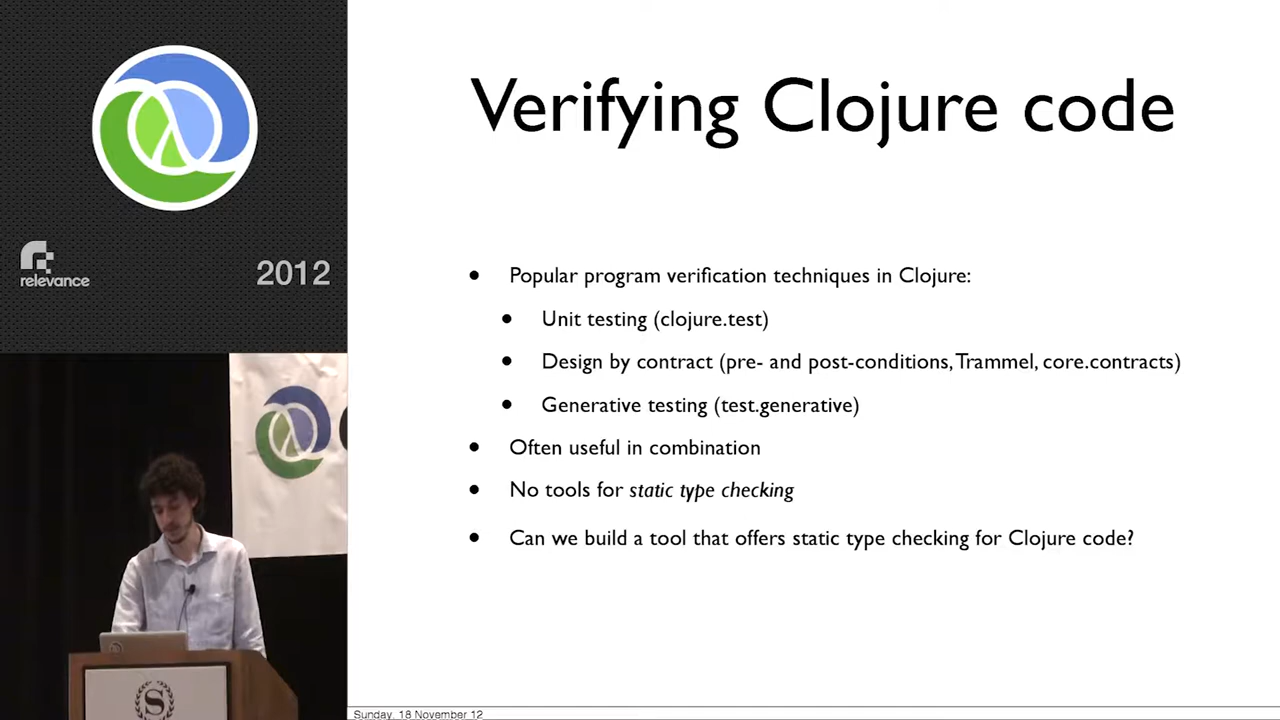 Verifying Clojure code
relevance
2012
• Popular program verification techniques in Clojure:
• Unit testing (clojure.test)
• Design by contract (pre- and post-conditions, Trammel, core.contracts)
• Generative testing (test.generative)
• Often useful in combination
• No tools for static type checking
• Can we build a tool that offers static type checking for Clojure code?
S
Sunday, 18 November 12